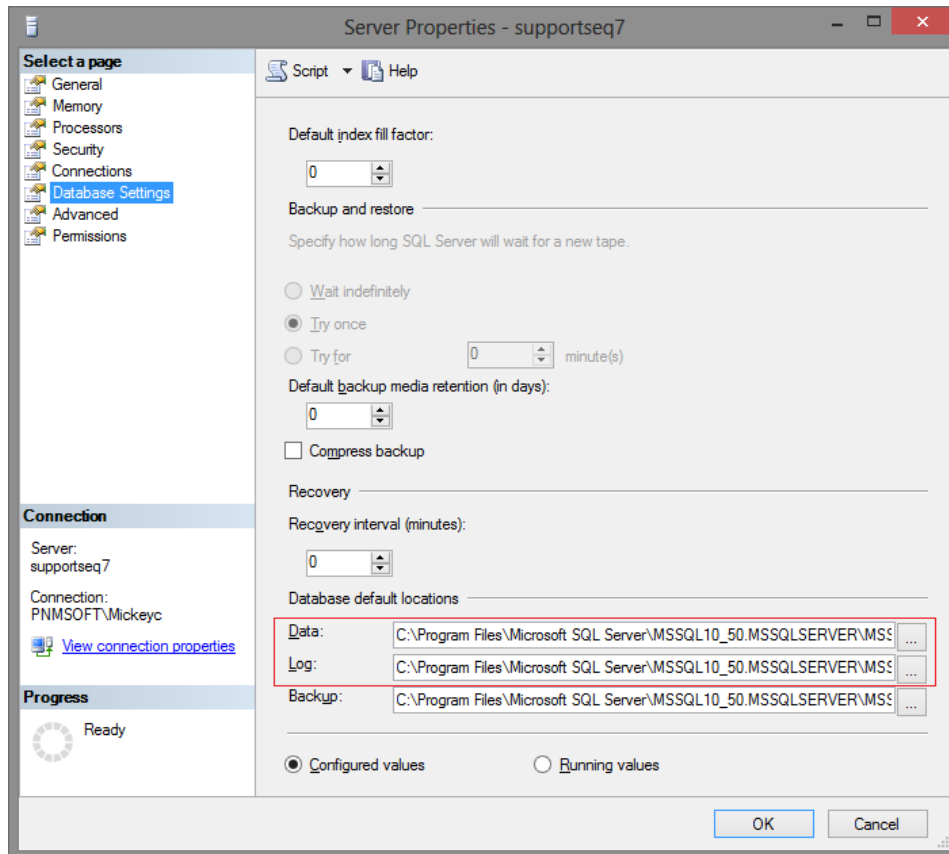 Server Properties - supportseq7
Select a page
General
Memory
Processors
Security
Connections
Database Settings
Advanced
Permissions
Connection
Server:
supportseq7
Connection:
PNMSOFT\Mickeyc
View connection properties
Progress
Ready
Script
Help
Default index fill factor:
0
Backup and restore
Specify how long SQL Server will wait for a new tape.
Wait indefinitely
Try once
Try for 0 minute(s)
Default backup media retention (in days):
0
Compress backup
Recovery
Recovery interval (minutes):
0
Database default locations
Data: C:\Program Files\Microsoft SQL Server\MSSQL10_50.MSSQLSERVER\MSS ...
Log: C:\Program Files\Microsoft SQL Server\MSSQL10_50.MSSQLSERVER\MSS ...
Backup: C:\Program Files\Microsoft SQL Server\MSSQL10_50.MSSQLSERVER\MSS ...
Configured values Running values
OK Cancel